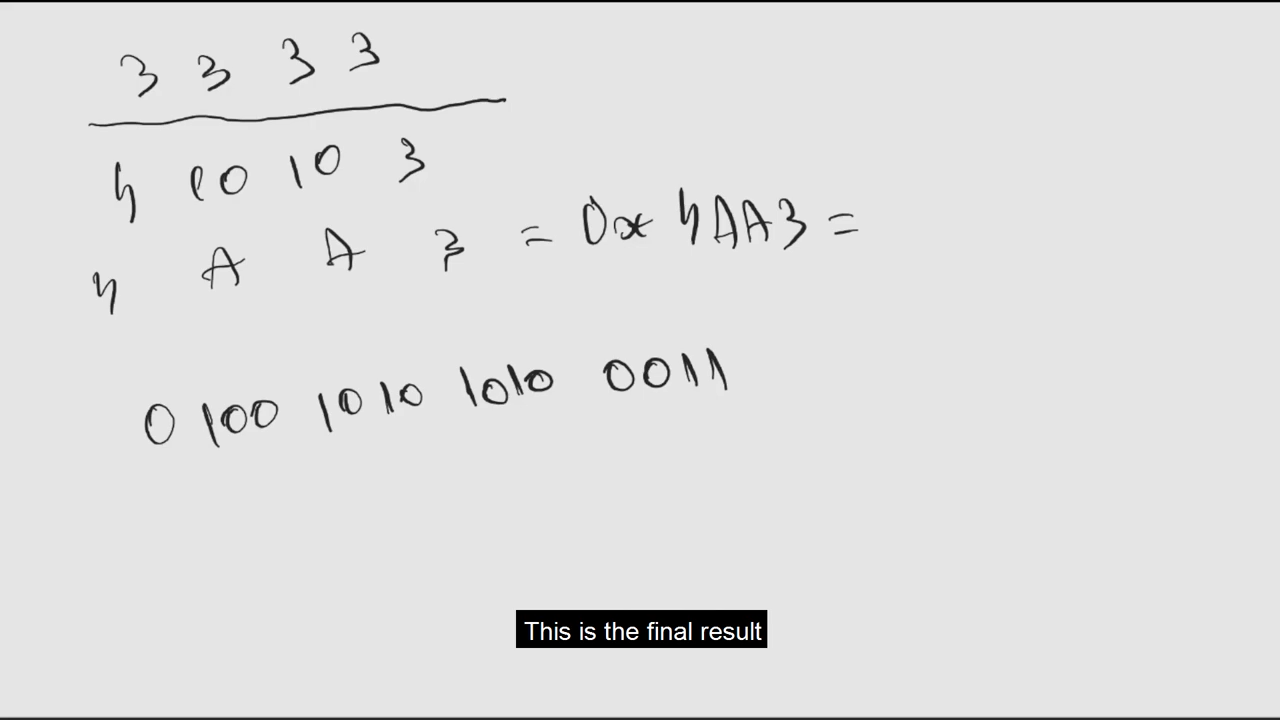 3 3 3 3
4 10 10 3
4 A A 3 = 0x 4AA3 =
0100 1010 1010 0011
This is the final result